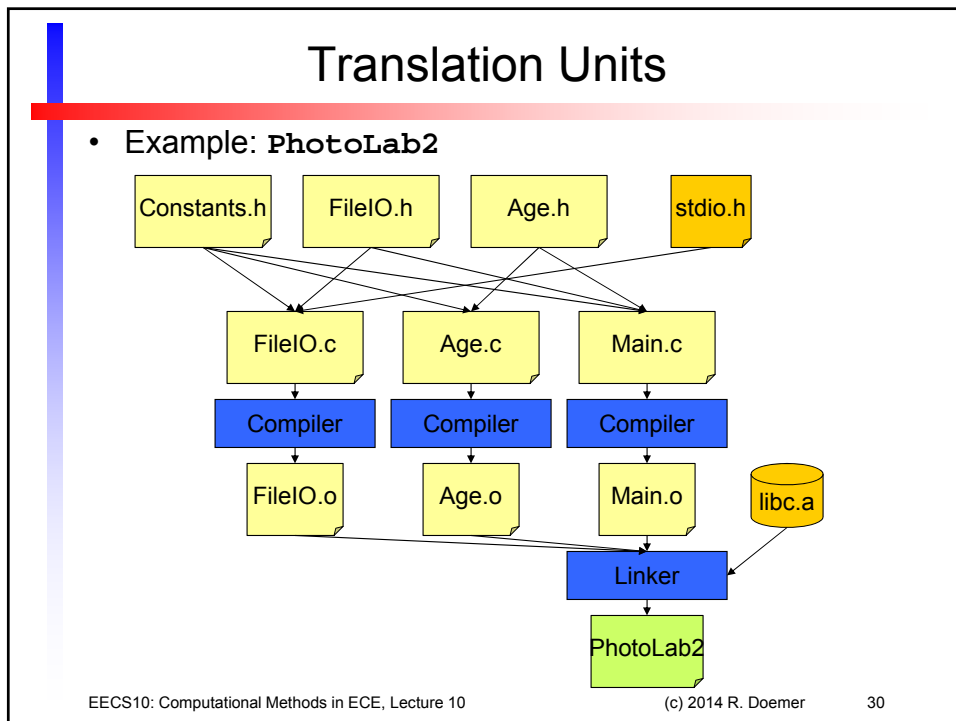 Translation Units
• Example: PhotoLab2
Constants.h FileIO.h Age.h stdio.h
FileIO.c Age.c Main.c
Compiler Compiler Compiler
FileIO.o Age.o Main.o libc.a
Linker
PhotoLab2
EECS10: Computational Methods in ECE, Lecture 10 (c) 2014 R. Doemer 30